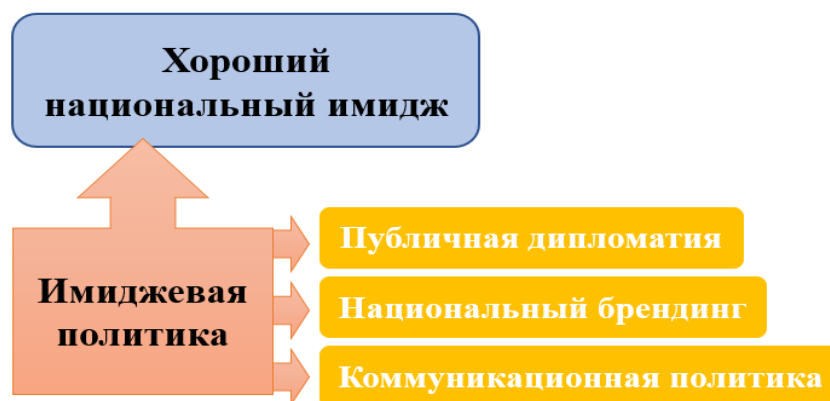 Хороший
национальный имидж
Имиджевая
политика
Публичная дипломатия
Национальный брендинг
Коммуникационная политика